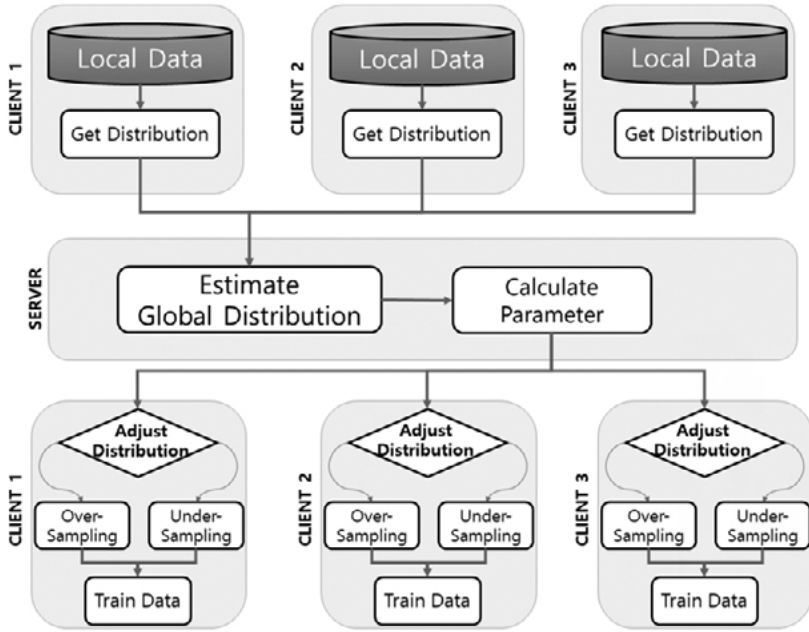 CLIENT 1
Local Data
Get Distribution
CLIENT 2
Local Data
Get Distribution
CLIENT 3
Local Data
Get Distribution
SERVER
Estimate
Global Distribution
Calculate
Parameter
CLIENT 1
Adjust
Distribution
Over-
Sampling
Under-
Sampling
Train Data
CLIENT 2
Adjust
Distribution
Over-
Sampling
Under-
Sampling
Train Data
CLIENT 3
Adjust
Distribution
Over-
Sampling
Under-
Sampling
Train Data